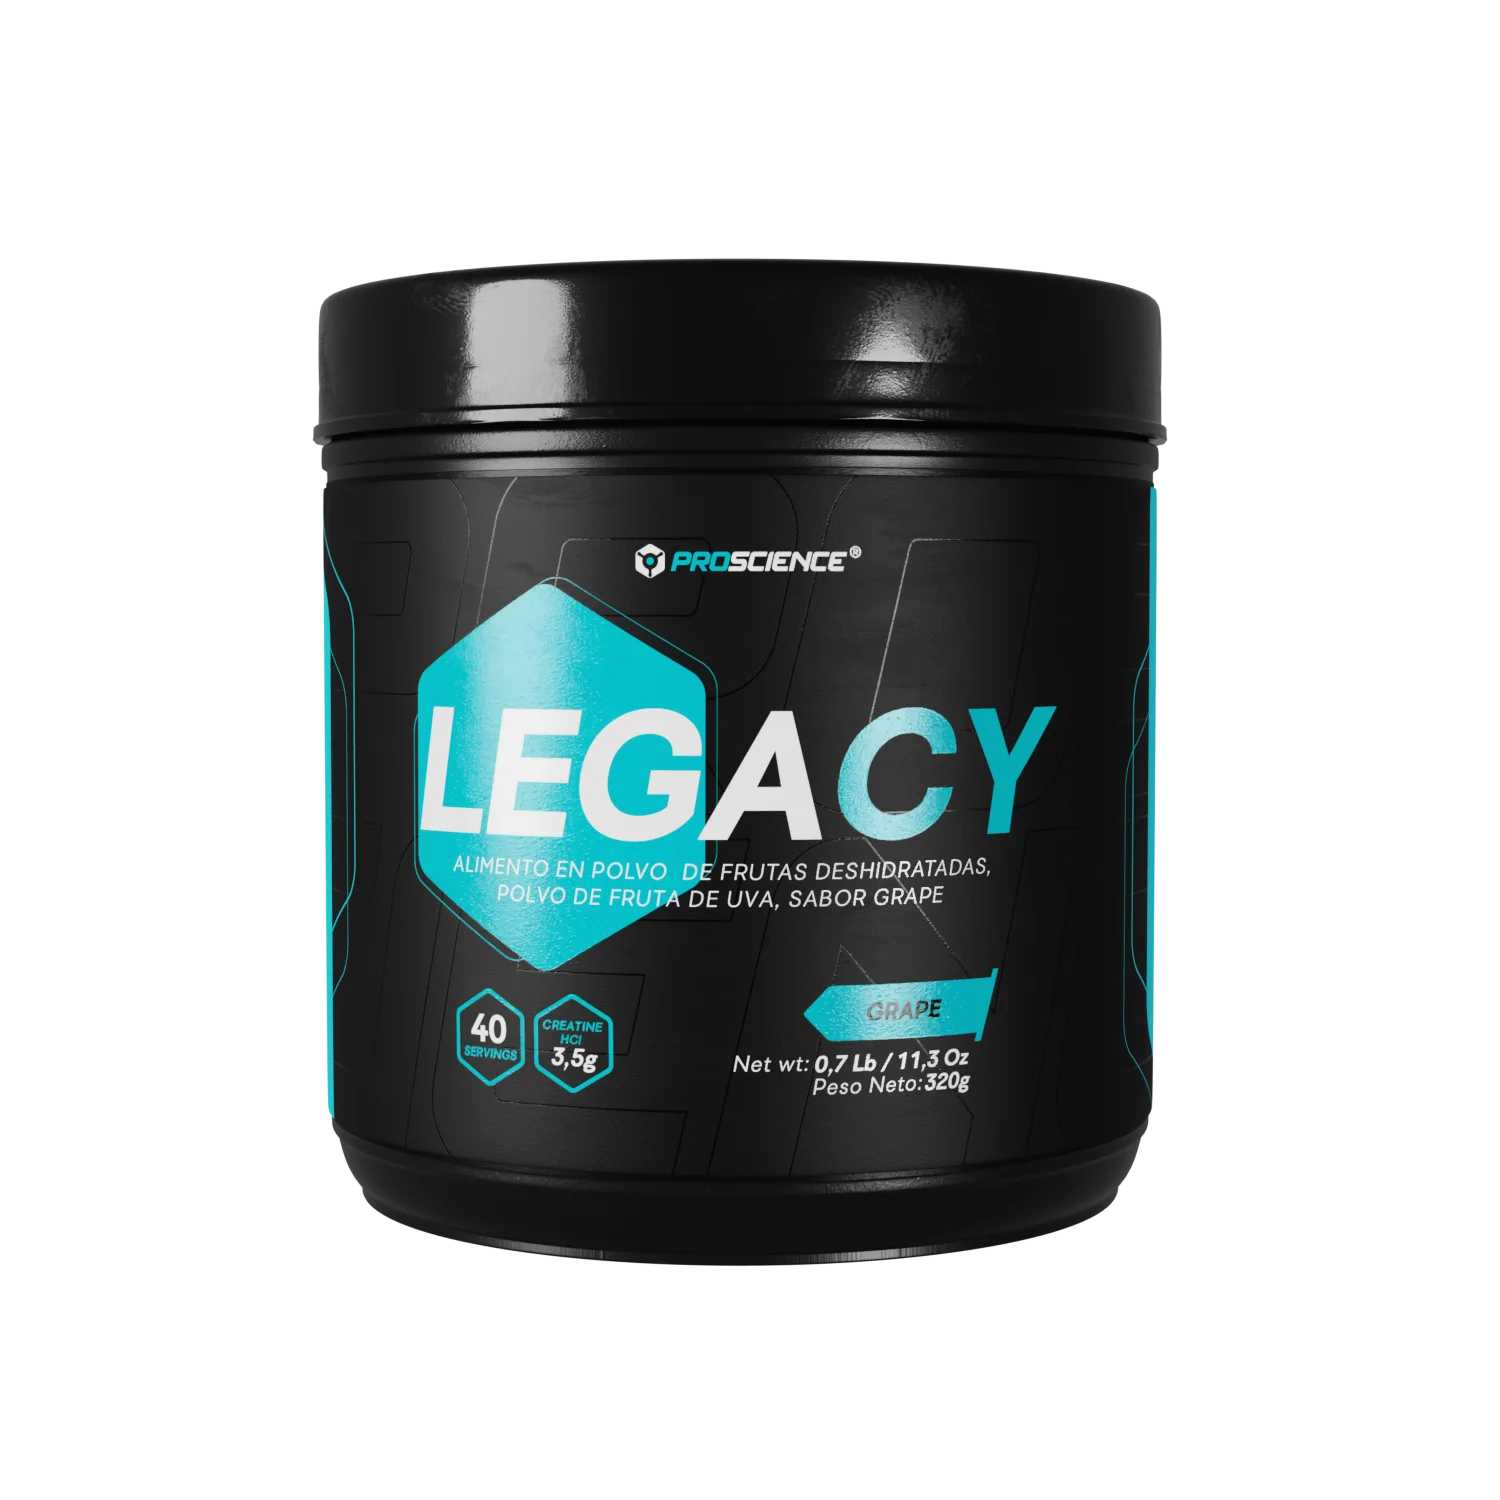 PROSCIENCE®
LEGACY
ALIMENTO EN POLVO DE FRUTAS DESHIDRATADAS,
POLVO DE FRUTA DE UVA, SABOR GRAPE
GRAPE
40
SERVINGS
CREATINE
HCl
3,5g
Net wt: 0,7 Lb / 11,3 Oz
Peso Neto: 320g